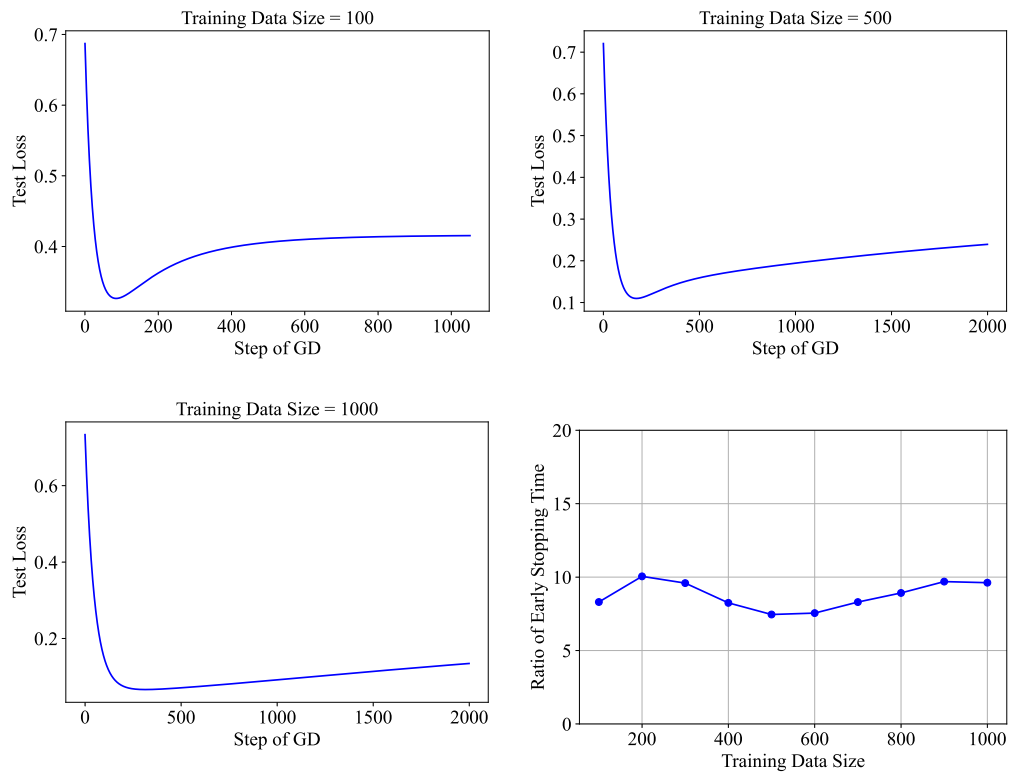 Training Data Size = 100
0.7
0.6
0.5
0.4
Test Loss
0 200 400 600 800 1000
Step of GD
Training Data Size = 500
0.7
0.6
0.5
0.4
0.3
0.2
0.1
Test Loss
0 500 1000 1500 2000
Step of GD
Training Data Size = 1000
0.6
0.4
0.2
Test Loss
0 500 1000 1500 2000
Step of GD
20
15
10
5
0
Ratio of Early Stopping Time
200 400 600 800 1000
Training Data Size